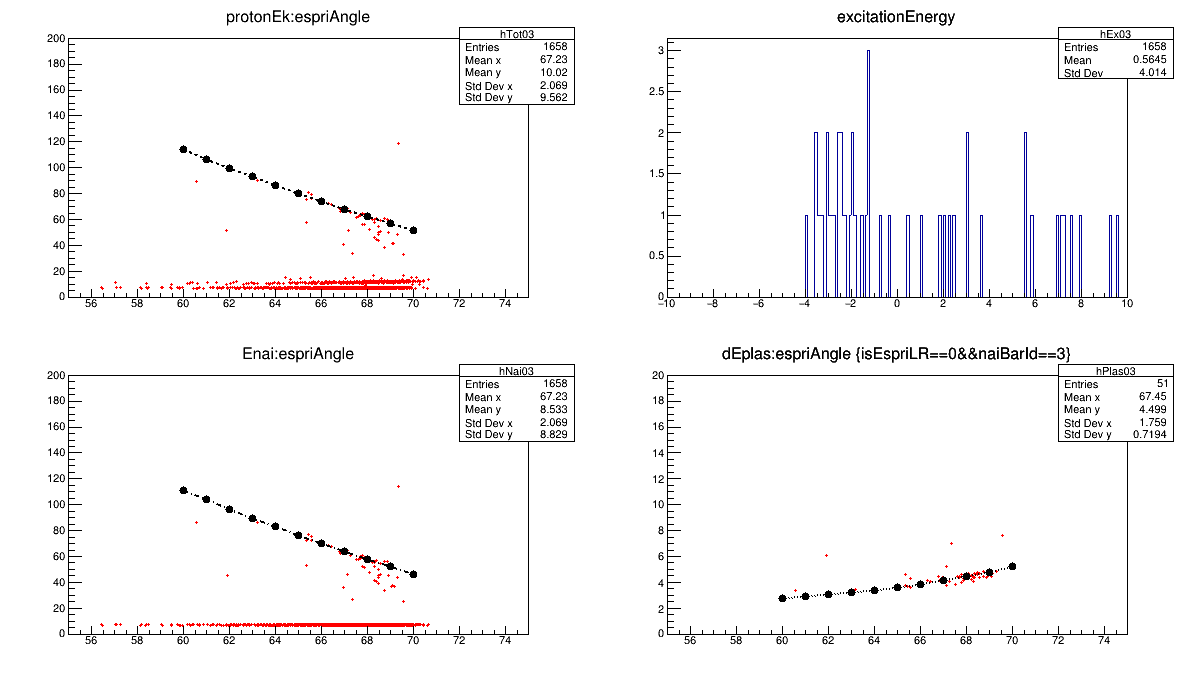 protonEk:espriAngle
hTot03
Entries 1658
Mean x 67.23
Mean y 10.02
Std Dev x 2.069
Std Dev y 9.562
200
180
160
140
120
100
80
60
40
20
0
56 58 60 62 64 66 68 70 72 74
excitationEnergy
hEx03
Entries 1658
Mean 0.5645
Std Dev 4.014
3
2.5
2
1.5
1
0.5
0
−10 −8 −6 −4 −2 0 2 4 6 8 10
Enai:espriAngle
hNai03
Entries 1658
Mean x 67.23
Mean y 8.533
Std Dev x 2.069
Std Dev y 8.829
200
180
160
140
120
100
80
60
40
20
0
56 58 60 62 64 66 68 70 72 74
dEplas:espriAngle {isEspriLR==0&&naiBarId==3}
hPlas03
Entries 51
Mean x 67.45
Mean y 4.499
Std Dev x 1.759
Std Dev y 0.7194
20
18
16
14
12
10
8
6
4
2
0
56 58 60 62 64 66 68 70 72 74